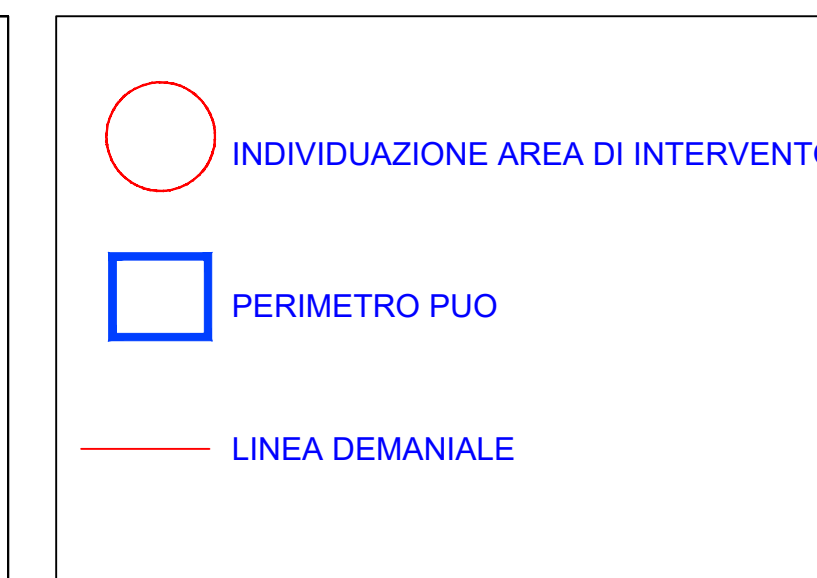 INDIVIDUAZIONE AREA DI INTERVENTO
PERIMETRO PUO
LINEA DEMANIALE